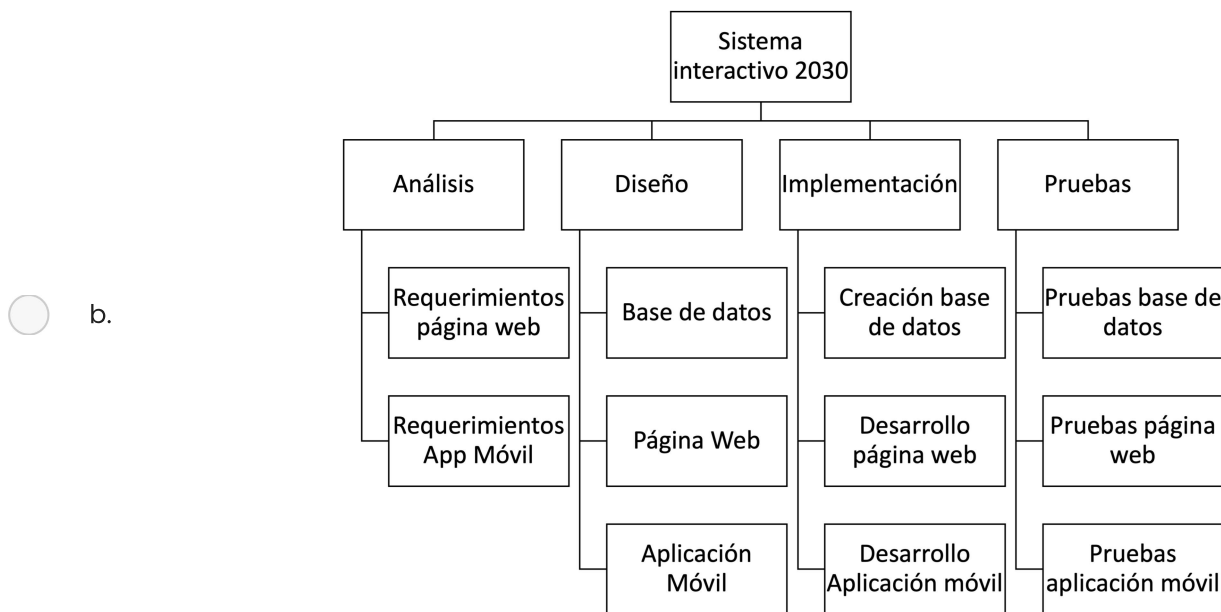 Sistema
interactivo 2030
Análisis
Diseño
Implementación
Pruebas
b.
Requerimientos
página web
Base de datos
Creación base
de datos
Pruebas base de
datos
Requerimientos
App Móvil
Página Web
Desarrollo
página web
Pruebas página
web
Aplicación
Móvil
Desarrollo
Aplicación móvil
Pruebas
aplicación móvil